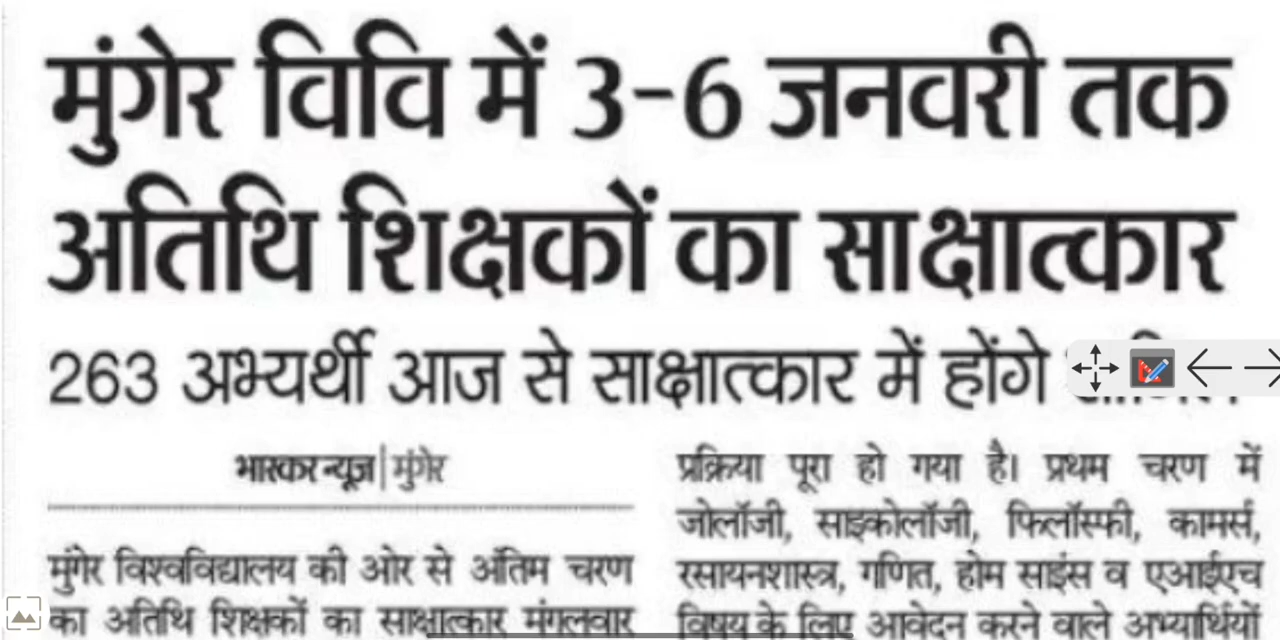 मुंगेर विवि में 3-6 जनवरी तक
अतिथि शिक्षकों का साक्षात्कार
263 अभ्यर्थी आज से साक्षात्कार में होंगे
भास्कर न्यूज | मुंगेर
मुंगेर विश्वविद्यालय की ओर से अंतिम चरण
का अतिथि शिक्षकों का साक्षात्कार मंगलवार
प्रक्रिया पूरा हो गया है। प्रथम चरण में
जोलॉजी, साइकोलॉजी, फिलॉस्फी, कामर्स,
रसायनशास्त्र, गणित, होम साइंस व एआईएच
विषय के लिए आवेदन करने वाले अभ्यार्थियों